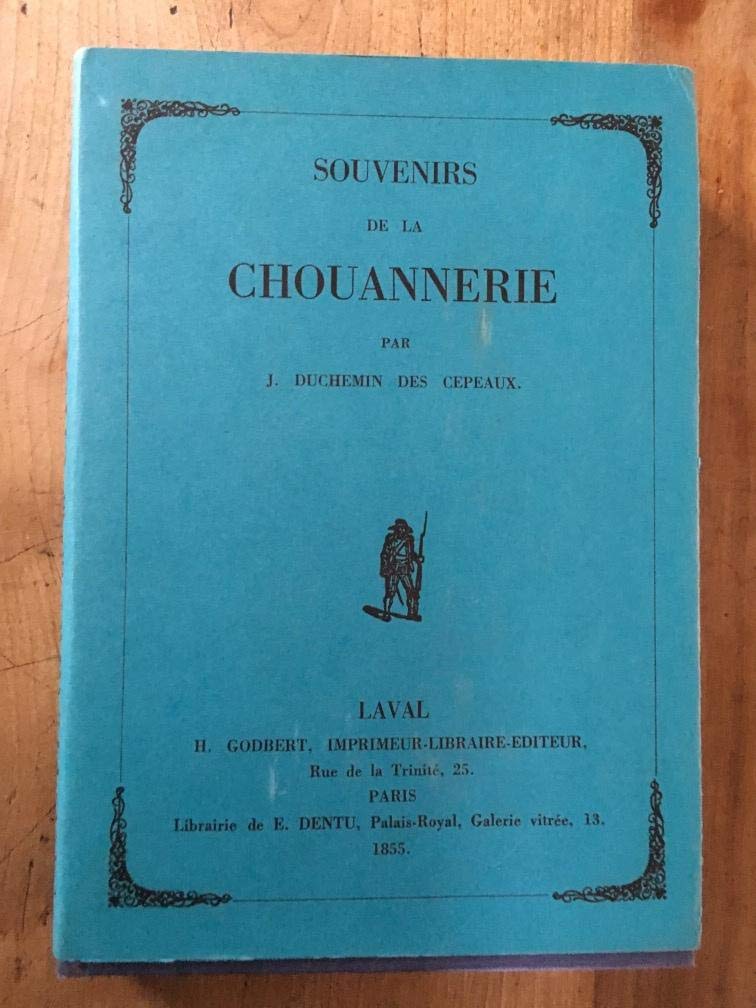 SOUVENIRS
DE LA
CHOUANNERIE
PAR
J. DUCHEMIN DES CEPEAUX.
LAVAL
H. GODBERT, IMPRIMEUR-LIBRAIRE-EDITEUR,
Rue de la Trinité, 25.
PARIS
Librairie de E. DENTU, Palais-Royal, Galerie vitrée, 13.
1855.